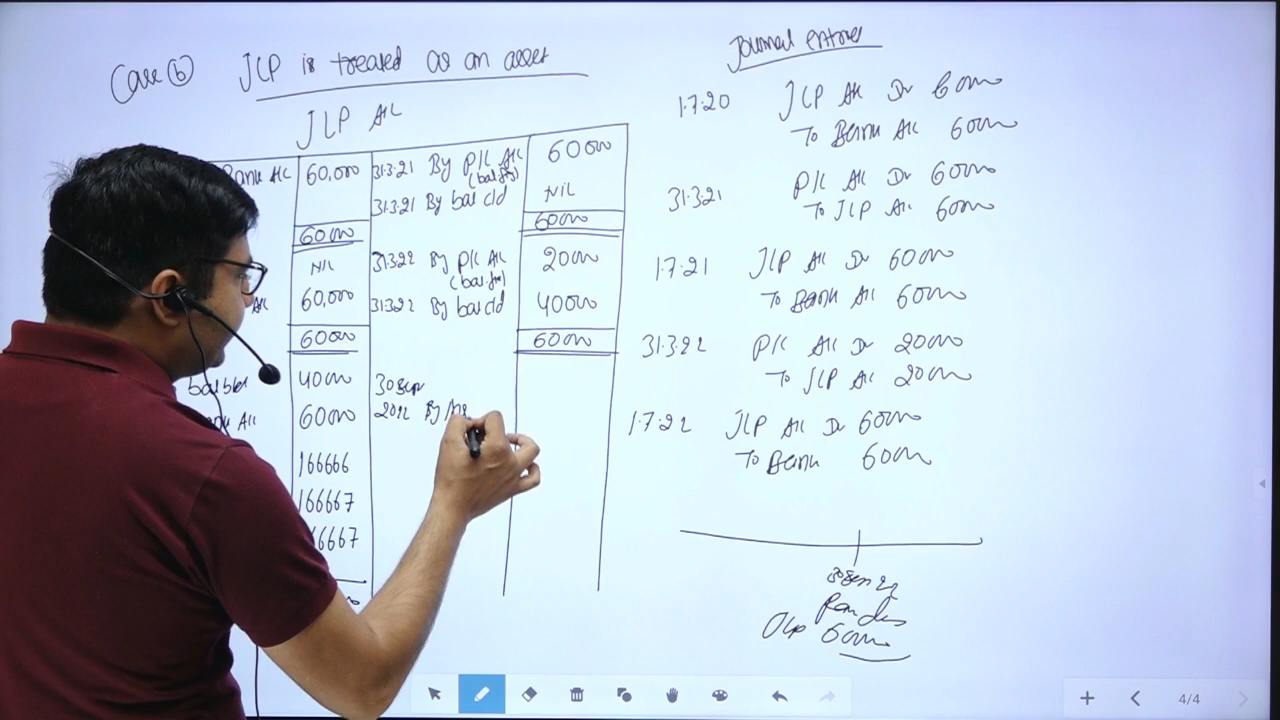 Case (b) JLP is treated as an asset
JLP A/c
Bank A/c 60,000 31.3.21 By P/L A/c 60000
(bal.fig)
31.3.21 By bal c/d NIL
60000 60000
NIL 31.3.22 By P/L A/c 20000
(bal.fig)
A/c 60,000 31.3.22 By bal c/d 40000
60000 60000
bal b/d 40000 30 Sep
A/c 60000 2022 By
166666
166667
66667
Journal entries
1.7.20 JLP A/c Dr 60000
To Bank A/c 60000
31.3.21 P/L A/c Dr 60000
To JLP A/c 60000
1.7.21 JLP A/c Dr 60000
To Bank A/c 60000
31.3.22 P/L A/c Dr 20000
To JLP A/c 20000
1.7.22 JLP A/c Dr 60000
To Bank 60000
30 Sep 22
60000
4/4